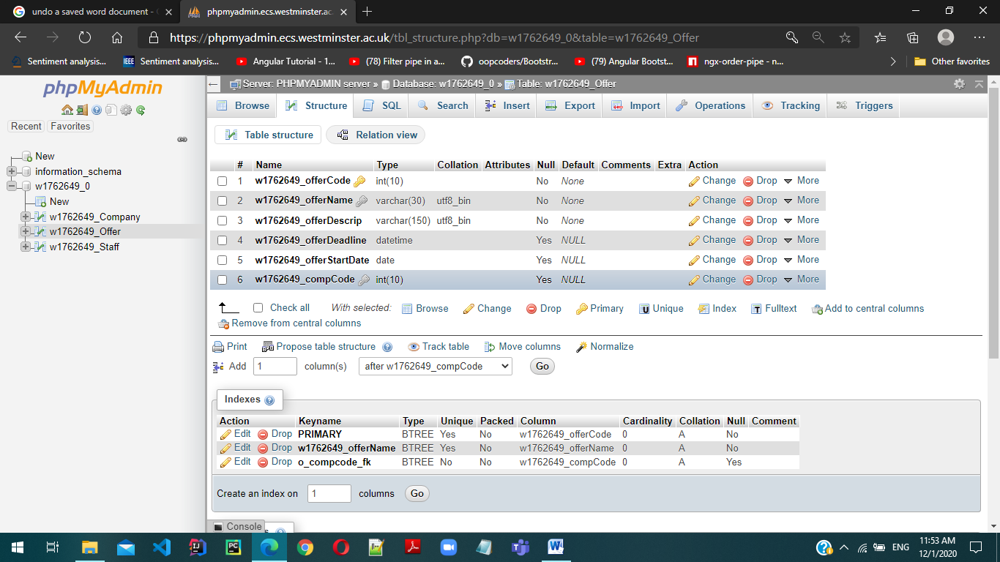 undo a saved word document - G
phpmyadmin.ecs.westminster.ac.
https://phpmyadmin.ecs.westminster.ac.uk/tbl_structure.php?db=w1762649_0&table=w1762649_Offer
Sentiment analysis... IEEE Sentiment analysis... Angular Tutorial - 1... (78) Filter pipe in a... oopcoders/Bootstr... (79) Angular Bootst... ngx-order-pipe - n... Other favorites
phpMyAdmin
Recent Favorites
New
information_schema
w1762649_0
New
w1762649_Company
w1762649_Offer
w1762649_Staff
Server: PHPMYADMIN server » Database: w1762649_0 » Table: w1762649_Offer
Browse Structure SQL Search Insert Export Import Operations Tracking Triggers
Table structure Relation view
# Name Type Collation Attributes Null Default Comments Extra Action
1 w1762649_offerCode int(10) No None Change Drop More
2 w1762649_offerName varchar(30) utf8_bin No None Change Drop More
3 w1762649_offerDescrip varchar(150) utf8_bin No None Change Drop More
4 w1762649_offerDeadline datetime Yes NULL Change Drop More
5 w1762649_offerStartDate date Yes NULL Change Drop More
6 w1762649_compCode int(10) Yes NULL Change Drop More
Check all With selected: Browse Change Drop Primary Unique Index Fulltext Add to central columns
Remove from central columns
Print Propose table structure Track table Move columns Normalize
Add 1 column(s) after w1762649_compCode Go
Indexes
Action Keyname Type Unique Packed Column Cardinality Collation Null Comment
Edit Drop PRIMARY BTREE Yes No w1762649_offerCode 0 A No
Edit Drop w1762649_offerName BTREE Yes No w1762649_offerName 0 A No
Edit Drop o_compcode_fk BTREE No No w1762649_compCode 0 A Yes
Create an index on 1 columns Go
Console
ENG
11:53 AM
12/1/2020